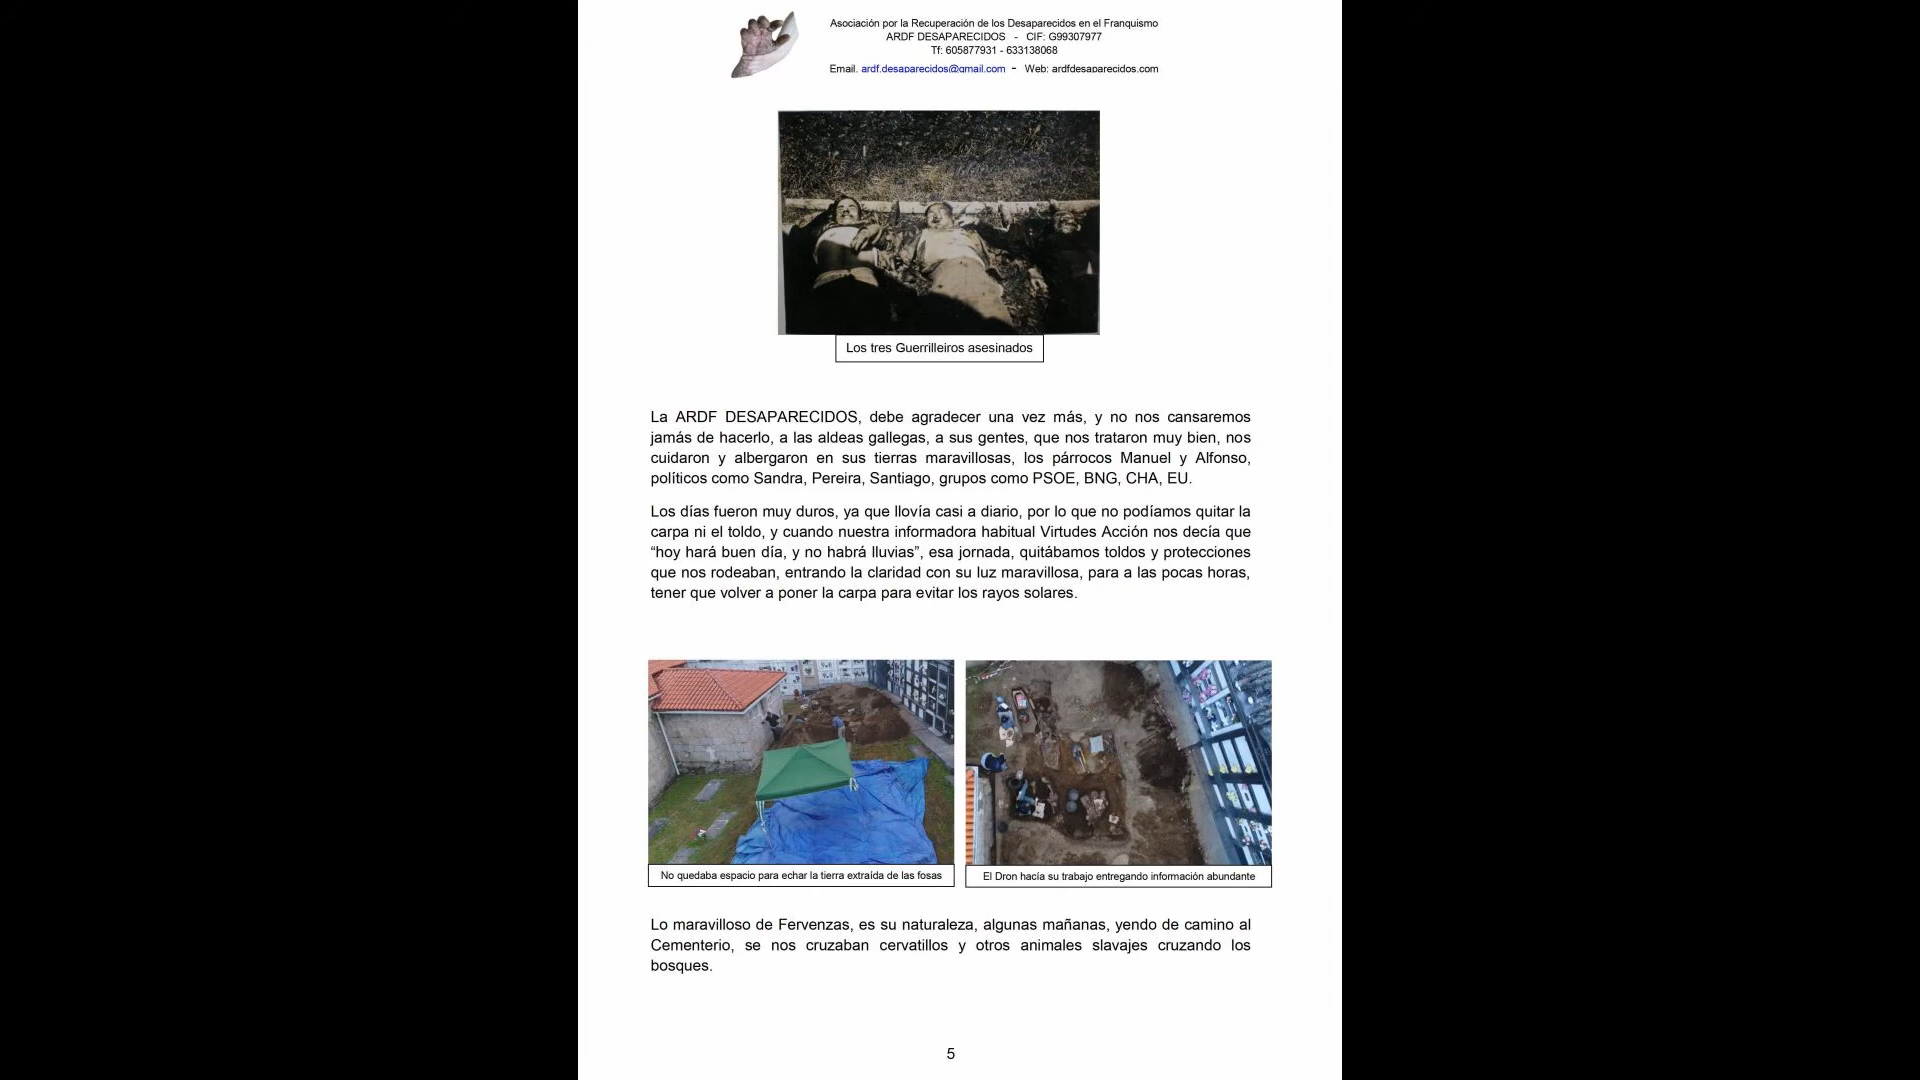 Asociación por la Recuperación de los Desaparecidos en el Franquismo
ARDF DESAPARECIDOS - CIF: G99307977
Tf: 605877931 - 633138068
Email. ardf.desaparecidos@gmail.com - Web: ardfdesaparecidos.com
Los tres Guerrilleiros asesinados
La ARDF DESAPARECIDOS, debe agradecer una vez más, y no nos cansaremos
jamás de hacerlo, a las aldeas gallegas, a sus gentes, que nos trataron muy bien, nos
cuidaron y albergaron en sus tierras maravillosas, los párrocos Manuel y Alfonso,
políticos como Sandra, Pereira, Santiago, grupos como PSOE, BNG, CHA, EU.
Los días fueron muy duros, ya que llovía casi a diario, por lo que no podíamos quitar la
carpa ni el toldo, y cuando nuestra informadora habitual Virtudes Acción nos decía que
“hoy hará buen día, y no habrá lluvias”, esa jornada, quitábamos toldos y protecciones
que nos rodeaban, entrando la claridad con su luz maravillosa, para a las pocas horas,
tener que volver a poner la carpa para evitar los rayos solares.
No quedaba espacio para echar la tierra extraída de las fosas
El Dron hacía su trabajo entregando información abundante
Lo maravilloso de Fervenzas, es su naturaleza, algunas mañanas, yendo de camino al
Cementerio, se nos cruzaban cervatillos y otros animales slavajes cruzando los
bosques.
5